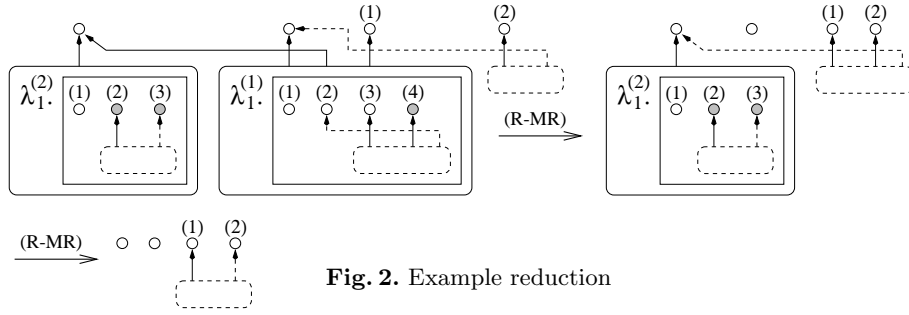 (1) (2)
(1) (2)
λ₁.⁽²⁾ (1) (2) (3)
λ₁.⁽¹⁾ (1) (2) (3) (4)
(R-MR)
λ₁.⁽²⁾ (1) (2) (3)
(R-MR)
(1) (2)
Fig. 2. Example reduction